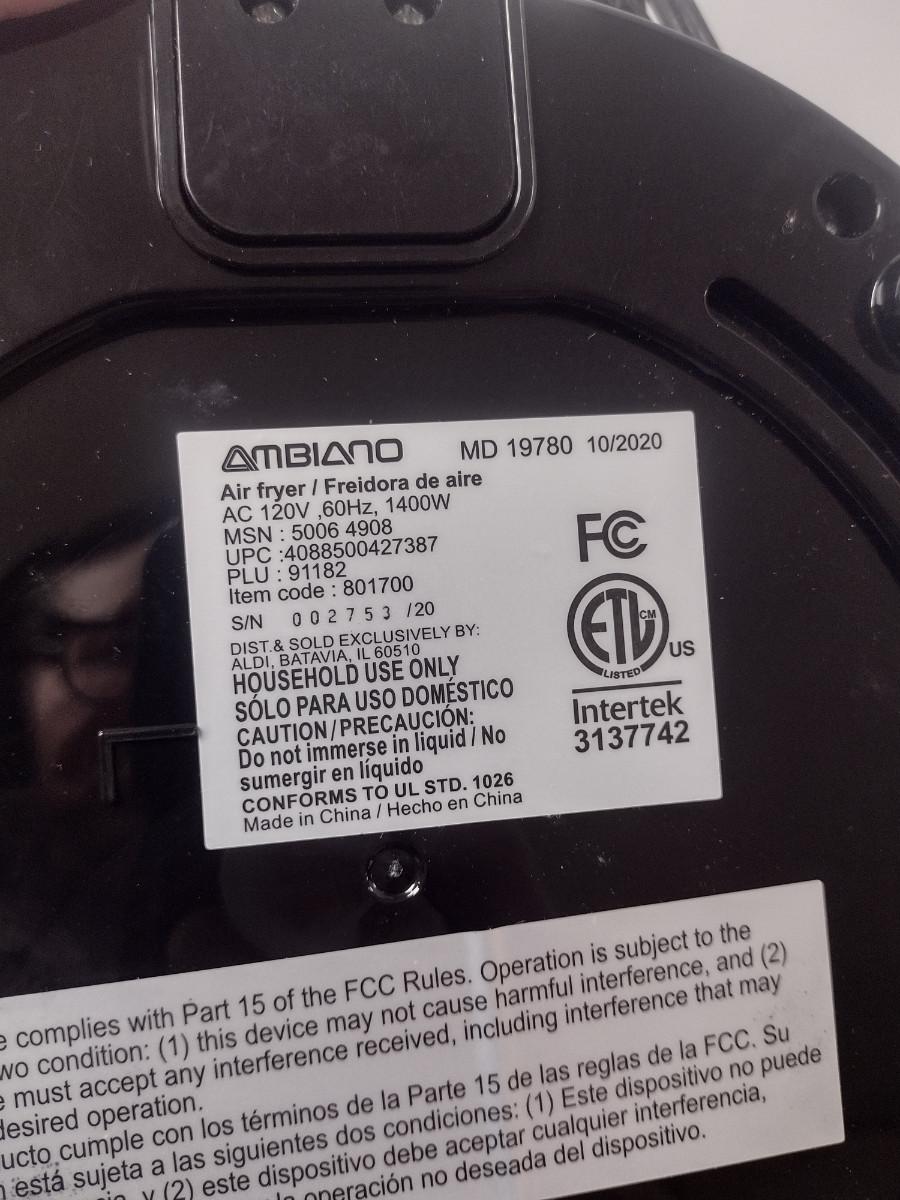 AMBIANO MD 19780 10/2020
Air fryer / Freidora de aire
AC 120V ,60Hz, 1400W
MSN : 5006 4908
UPC :4088500427387
PLU : 91182
Item code : 801700
S/N 002753 /20
DIST.& SOLD EXCLUSIVELY BY:
ALDI, BATAVIA, IL 60510
HOUSEHOLD USE ONLY
SÓLO PARA USO DOMÉSTICO
CAUTION/PRECAUCIÓN:
Do not immerse in liquid / No
sumergir en líquido
CONFORMS TO UL STD. 1026
Made in China / Hecho en China
FC
ETL CM
US
LISTED
Intertek
3137742
complies with Part 15 of the FCC Rules. Operation is subject to the
condition: (1) this device may not cause harmful interference, and (2)
must accept any interference received, including interference that may
desired operation.
cumple con los términos de la Parte 15 de las reglas de la FCC. Su
está sujeta a las siguientes dos condiciones: (1) Este dispositivo no puede
y (2) este dispositivo debe aceptar cualquier interferencia,
operación no deseada del dispositivo.